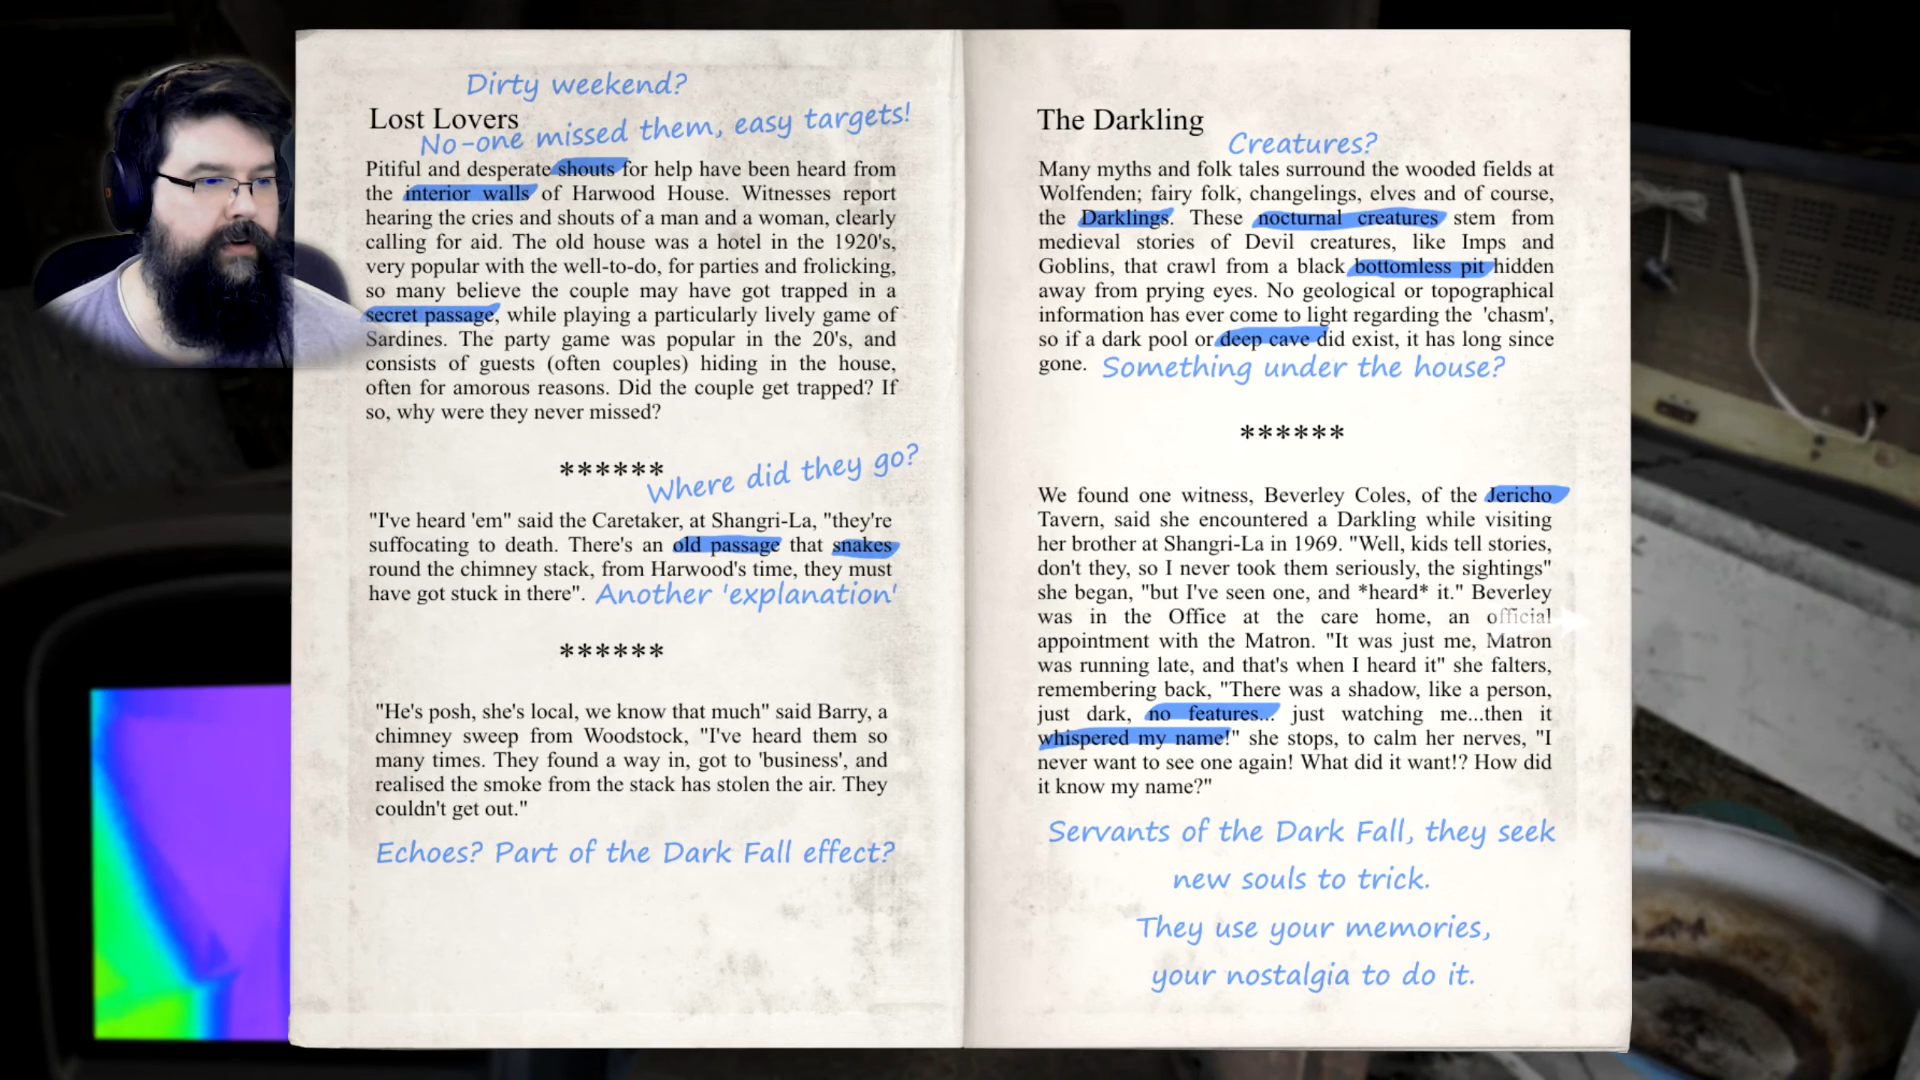 Dirty weekend?
Lost Lovers
No-one missed them, easy targets!
Pitiful and desperate shouts for help have been heard from
the interior walls of Harwood House. Witnesses report
hearing the cries and shouts of a man and a woman, clearly
calling for aid. The old house was a hotel in the 1920's,
very popular with the well-to-do, for parties and frolicking,
so many believe the couple may have got trapped in a
secret passage, while playing a particularly lively game of
Sardines. The party game was popular in the 20's, and
consists of guests (often couples) hiding in the house,
often for amorous reasons. Did the couple get trapped? If
so, why were they never missed?
******
Where did they go?
"I've heard 'em" said the Caretaker, at Shangri-La, "they're
suffocating to death. There's an old passage that snakes
round the chimney stack, from Harwood's time, they must
have got stuck in there". Another 'explanation'
******
"He's posh, she's local, we know that much" said Barry, a
chimney sweep from Woodstock, "I've heard them so
many times. They found a way in, got to 'business', and
realised the smoke from the stack has stolen the air. They
couldn't get out."
Echoes? Part of the Dark Fall effect?
The Darkling
Creatures?
Many myths and folk tales surround the wooded fields at
Wolfenden; fairy folk, changelings, elves and of course,
the Darklings. These nocturnal creatures stem from
medieval stories of Devil creatures, like Imps and
Goblins, that crawl from a black bottomless pit hidden
away from prying eyes. No geological or topographical
information has ever come to light regarding the 'chasm',
so if a dark pool or deep cave did exist, it has long since
gone. Something under the house?
******
We found one witness, Beverley Coles, of the Jericho
Tavern, said she encountered a Darkling while visiting
her brother at Shangri-La in 1969. "Well, kids tell stories,
don't they, so I never took them seriously, the sightings"
she began, "but I've seen one, and *heard* it." Beverley
was in the Office at the care home, an official
appointment with the Matron. "It was just me, Matron
was running late, and that's when I heard it" she falters,
remembering back, "There was a shadow, like a person,
just dark, no features... just watching me...then it
whispered my name!" she stops, to calm her nerves, "I
never want to see one again! What did it want!? How did
it know my name?"
Servants of the Dark Fall, they seek
new souls to trick.
They use your memories,
your nostalgia to do it.